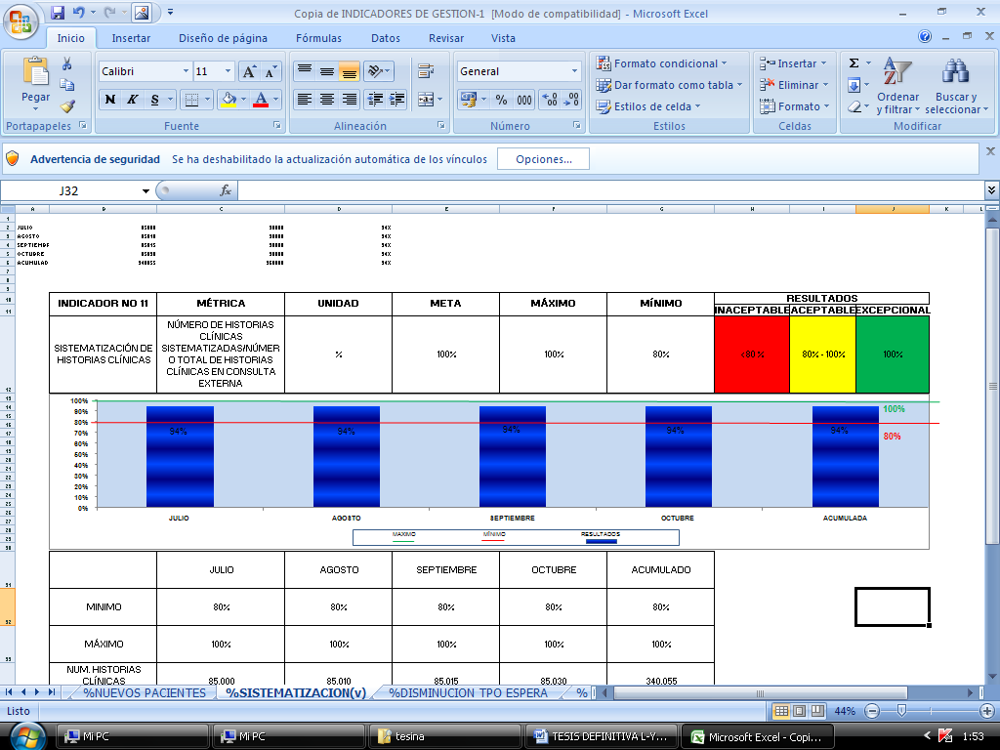 Copia de INDICADORES DE GESTION-1 [Modo de compatibilidad] - Microsoft Excel
Inicio Insertar Diseño de página Fórmulas Datos Revisar Vista
Pegar
Calibri 11
N K S
General
% 000
Formato condicional
Dar formato como tabla
Estilos de celda
Insertar
Eliminar
Formato
Σ
Ordenar y filtrar
Buscar y seleccionar
Portapapeles Fuente Alineación Número Estilos Celdas Modificar
Advertencia de seguridad Se ha deshabilitado la actualización automática de los vínculos Opciones...
J32 fx
A B C D E F G H I J K L
JULIO 85000 90000 94%
AGOSTO 85010 90000 94%
SEPTIEMBRE 85015 90000 94%
OCTUBRE 85030 90000 94%
ACUMULAD 340055 360000 94%
INDICADOR NO 11 MÉTRICA UNIDAD META MÁXIMO MÍNIMO RESULTADOS
INACEPTABLE ACEPTABLE EXCEPCIONAL
SISTEMATIZACIÓN DE HISTORIAS CLÍNICAS
NÚMERO DE HISTORIAS
CLÍNICAS
SISTEMATIZADAS/NÚMER
O TOTAL DE HISTORIAS
CLÍNICAS EN CONSULTA
EXTERNA
% 100% 100% 80% <80% 80% - 100% 100%
100%
90%
80%
70%
60%
50%
40%
30%
20%
10%
0%
94% 94% 94% 94% 94%
100%
80%
JULIO AGOSTO SEPTIEMBRE OCTUBRE ACUMULADA
MAXIMO MÍNIMO RESULTADOS
JULIO AGOSTO SEPTIEMBRE OCTUBRE ACUMULADO
MINIMO 80% 80% 80% 80% 80%
MÁXIMO 100% 100% 100% 100% 100%
NUM. HISTORIAS
CLÍNICAS 85.000 85.010 85.015 85.030 340.055
%NUEVOS PACIENTES %SISTEMATIZACION(v) %DISMINUCION TPO ESPERA %
Listo 44%
Mi PC Mi PC tesina TESIS DEFINITIVA L-Y... Microsoft Excel - Copi... 1:53